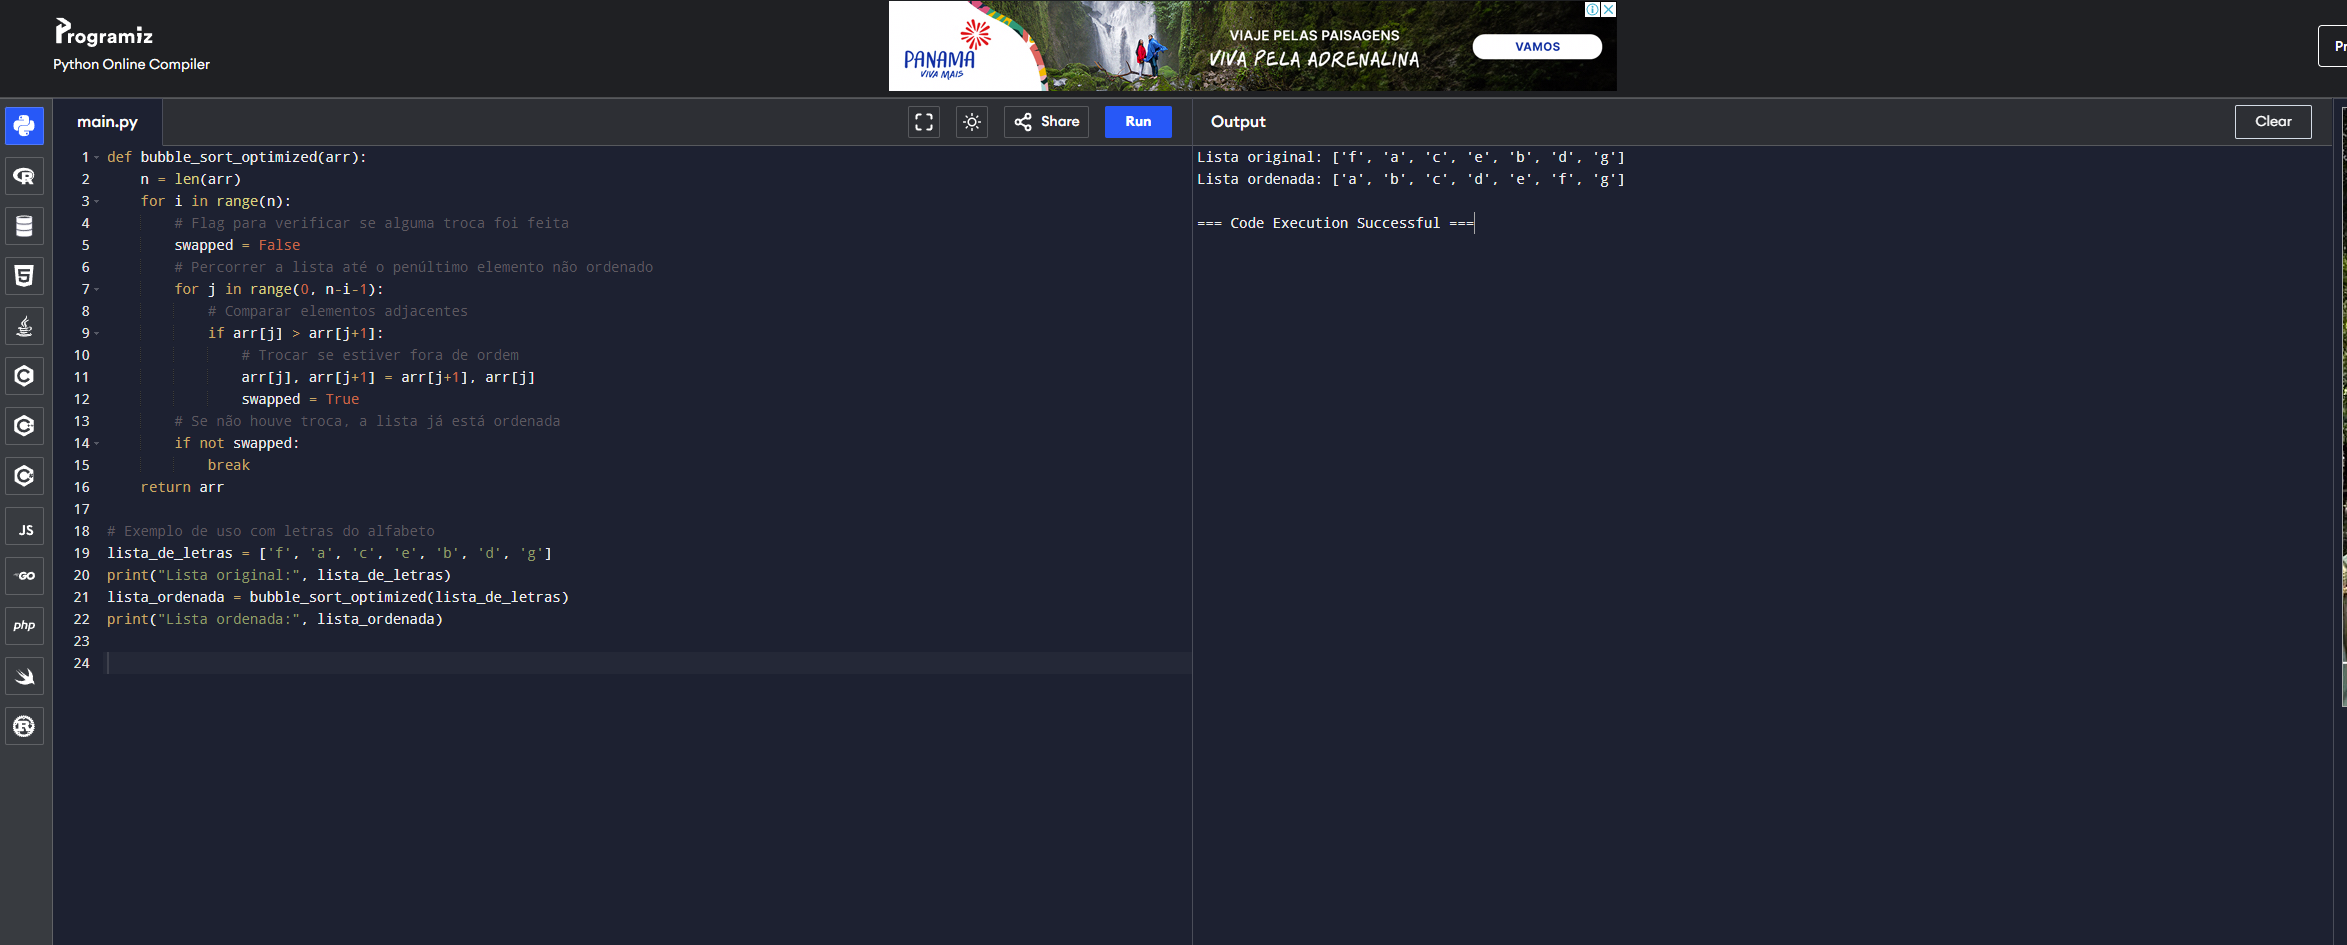 Programiz
Python Online Compiler
PANAMÁ
VIVA MAIS
VIAJE PELAS PAISAGENS
VIVA PELA ADRENALINA
VAMOS
main.py
Share
Run
Output
Clear
1 def bubble_sort_optimized(arr):
2     n = len(arr)
3     for i in range(n):
4         # Flag para verificar se alguma troca foi feita
5         swapped = False
6         # Percorrer a lista até o penúltimo elemento não ordenado
7         for j in range(0, n-i-1):
8             # Comparar elementos adjacentes
9             if arr[j] > arr[j+1]:
10                 # Trocar se estiver fora de ordem
11                 arr[j], arr[j+1] = arr[j+1], arr[j]
12                 swapped = True
13         # Se não houve troca, a lista já está ordenada
14         if not swapped:
15             break
16     return arr
17
18 # Exemplo de uso com letras do alfabeto
19 lista_de_letras = ['f', 'a', 'c', 'e', 'b', 'd', 'g']
20 print("Lista original:", lista_de_letras)
21 lista_ordenada = bubble_sort_optimized(lista_de_letras)
22 print("Lista ordenada:", lista_ordenada)
23
24
Lista original: ['f', 'a', 'c', 'e', 'b', 'd', 'g']
Lista ordenada: ['a', 'b', 'c', 'd', 'e', 'f', 'g']
=== Code Execution Successful ===
JS
GO
php